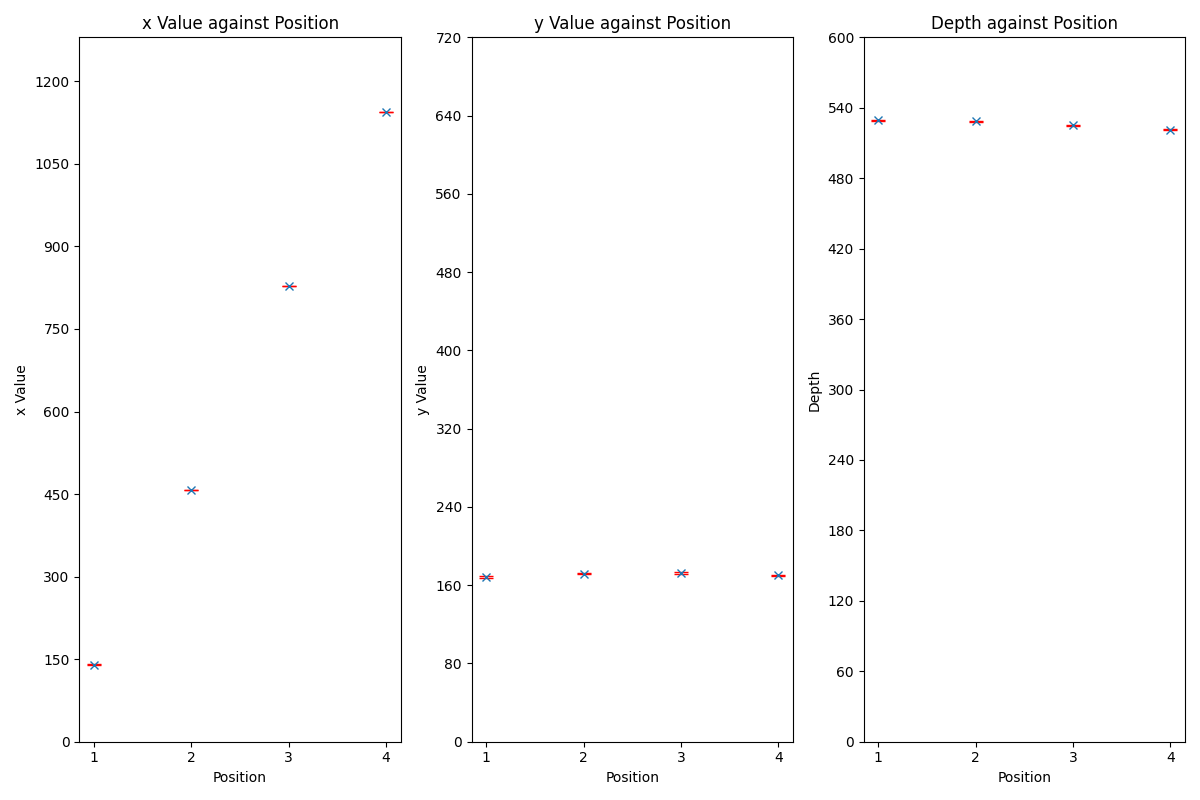 x Value against Position
y Value against Position
Depth against Position
x Value
1200
1050
900
750
600
450
300
150
0
1 2 3 4
Position
y Value
720
640
560
480
400
320
240
160
80
0
1 2 3 4
Position
Depth
600
540
480
420
360
300
240
180
120
60
0
1 2 3 4
Position